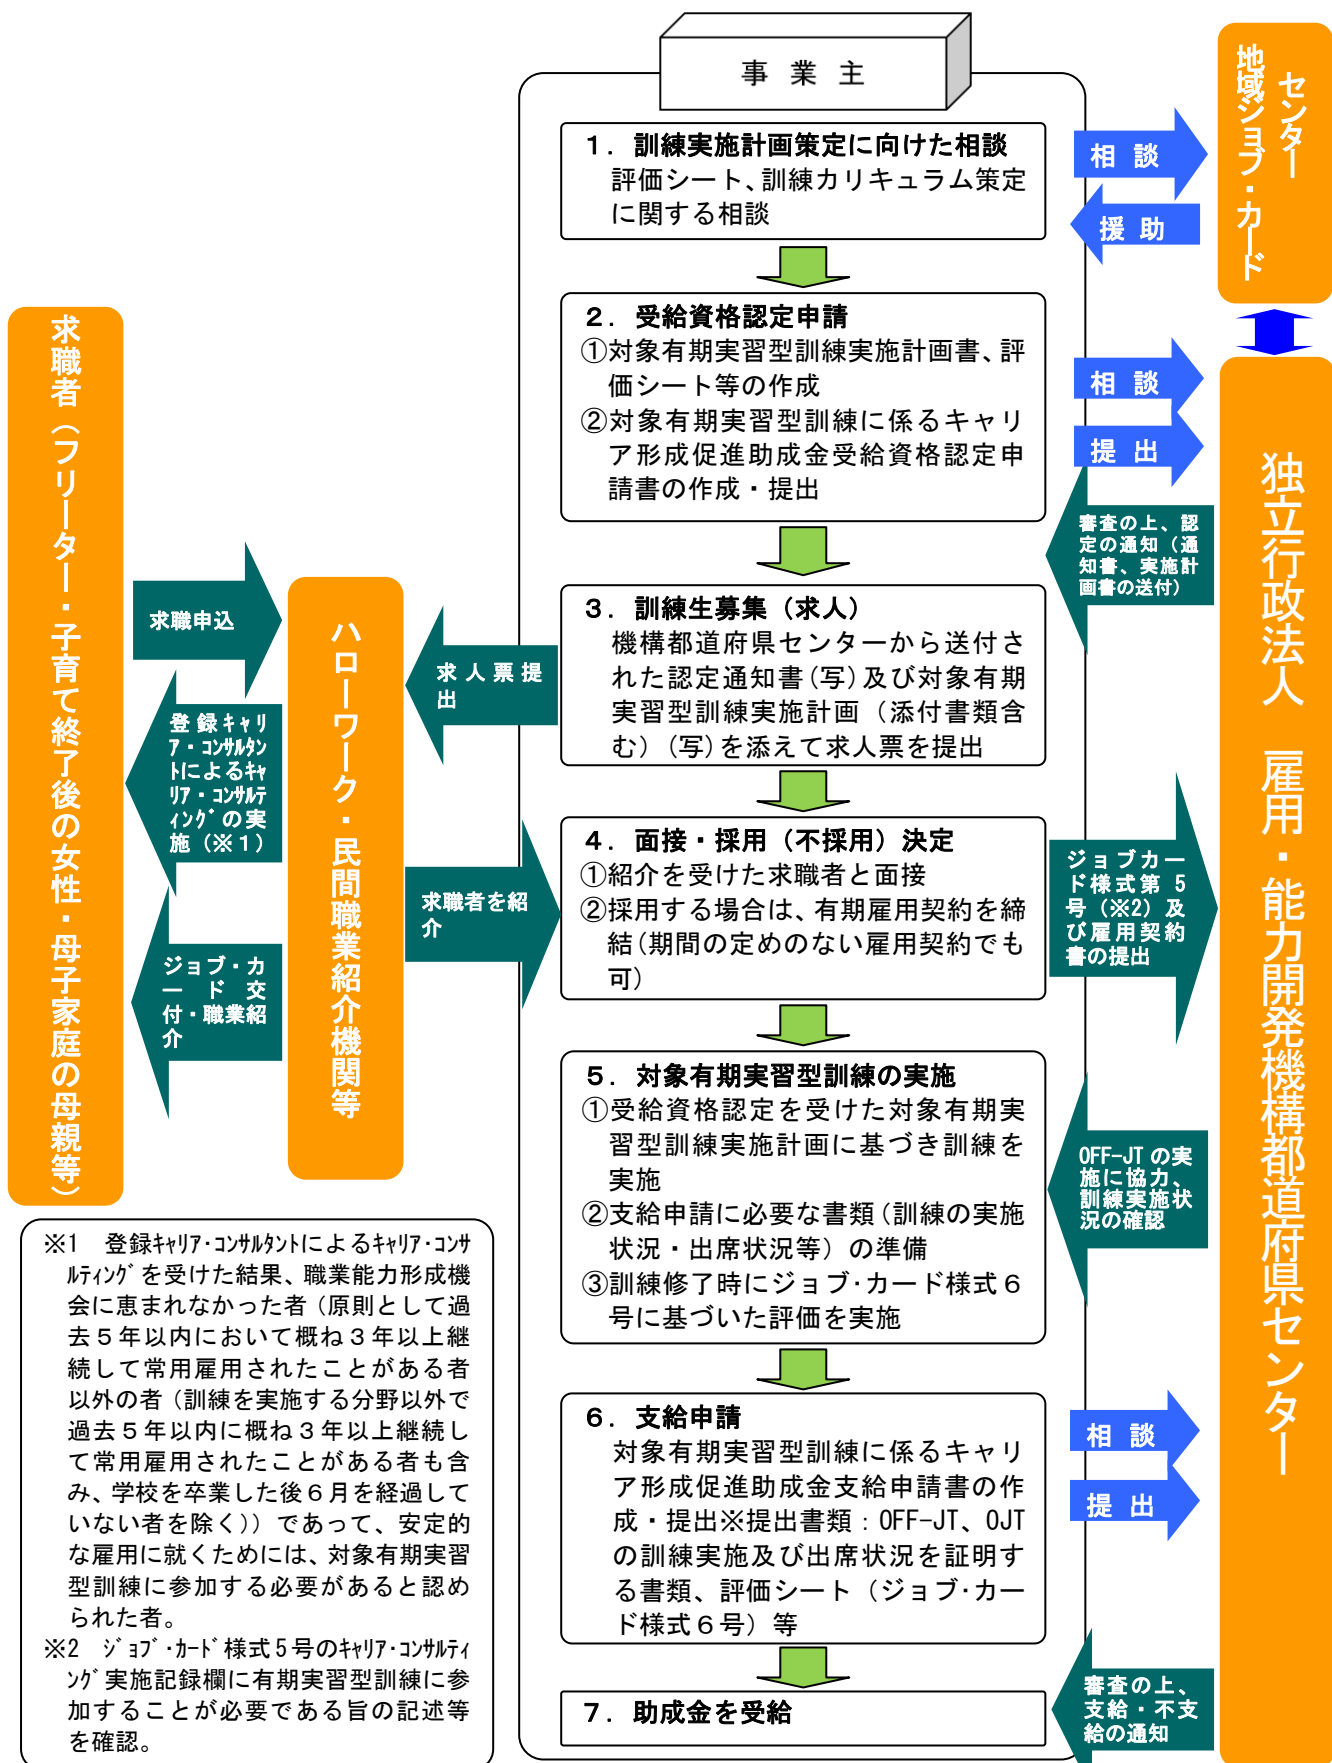 事業主
1. 訓練実施計画策定に向けた相談
評価シート、訓練カリキュラム策定
に関する相談
相談
援助
地域ジョブ・カード
センター
2. 受給資格認定申請
①対象有期実習型訓練実施計画書、評
価シート等の作成
②対象有期実習型訓練に係るキャリ
ア形成促進助成金受給資格認定申
請書の作成・提出
相談
提出
審査の上、認
定の通知(通
知書、実施計
画書の送付)
独立行政法人 雇用・能力開発機構都道府県センター
3. 訓練生募集(求人)
機構都道府県センターから送付さ
れた認定通知書(写)及び対象有期
実習型訓練実施計画(添付書類含
む)(写)を添えて求人票を提出
求人票提
出
求職者(フリーター・子育て終了後の女性・母子家庭の母親等)
求職申込
ハローワーク・民間職業紹介機関等
登録キャリ
ア・コンサルタン
トによるキャ
リア・コンサルテ
ィングの実
施(※1)
ジョブ・カ
ード交
付・職業紹
介
求職者を紹
介
4. 面接・採用(不採用)決定
①紹介を受けた求職者と面接
②採用する場合は、有期雇用契約を締
結(期間の定めのない雇用契約でも
可)
ジョブカー
ド様式第5
号(※2)及
び雇用契約
書の提出
5. 対象有期実習型訓練の実施
①受給資格認定を受けた対象有期実
習型訓練実施計画に基づき訓練を
実施
②支給申請に必要な書類(訓練の実施
状況・出席状況等)の準備
③訓練修了時にジョブ・カード様式6
号に基づいた評価を実施
OFF-JTの実
施に協力、
訓練実施状
況の確認
6. 支給申請
対象有期実習型訓練に係るキャリ
ア形成促進助成金支給申請書の作
成・提出※提出書類:OFF-JT、OJT
の訓練実施及び出席状況を証明す
る書類、評価シート(ジョブ・カー
ド様式6号)等
相談
提出
7. 助成金を受給
審査の上、
支給・不支
給の通知
※1 登録キャリア・コンサルタントによるキャリア・コンサ
ルティングを受けた結果、職業能力形成機
会に恵まれなかった者(原則として過
去5年以内において概ね3年以上継
続して常用雇用されたことがある者
以外の者(訓練を実施する分野以外で
過去5年以内に概ね3年以上継続し
て常用雇用されたことがある者も含
み、学校を卒業した後6月を経過して
いない者を除く))であって、安定的
な雇用に就くためには、対象有期実習
型訓練に参加する必要があると認め
られた者。
※2 ジョブ・カード様式5号のキャリア・コンサルティ
ング実施記録欄に有期実習型訓練に参
加することが必要である旨の記述等
を確認。